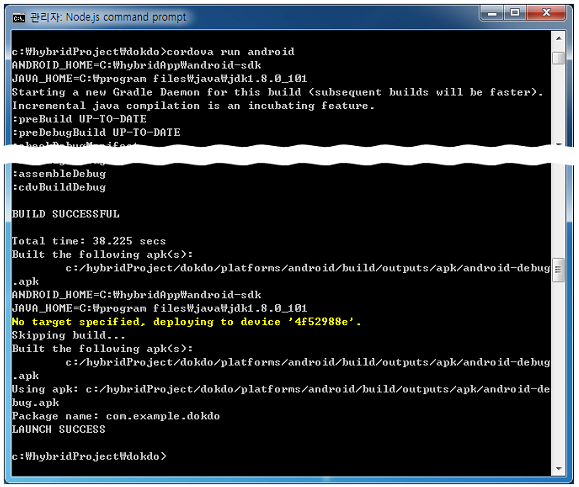 관리자: Node.js command prompt
c:₩hybridProject₩dokdo>cordova run android
ANDROID_HOME=C:₩hybridApp₩android-sdk
JAVA_HOME=C:₩program files₩java₩jdk1.8.0_101
Starting a new Gradle Daemon for this build (subsequent builds will be faster).
Incremental java compilation is an incubating feature.
:preBuild UP-TO-DATE
:preDebugBuild UP-TO-DATE
:assembleDebug
:cdvBuildDebug
BUILD SUCCESSFUL
Total time: 38.225 secs
Built the following apk(s):
c:/hybridProject/dokdo/platforms/android/build/outputs/apk/android-debug
.apk
ANDROID_HOME=C:₩hybridApp₩android-sdk
JAVA_HOME=C:₩program files₩java₩jdk1.8.0_101
No target specified, deploying to device '4f52988e'.
Skipping build...
Built the following apk(s):
c:/hybridProject/dokdo/platforms/android/build/outputs/apk/android-debug
.apk
Using apk: c:/hybridProject/dokdo/platforms/android/build/outputs/apk/android-de
bug.apk
Package name: com.example.dokdo
LAUNCH SUCCESS
c:₩hybridProject₩dokdo>